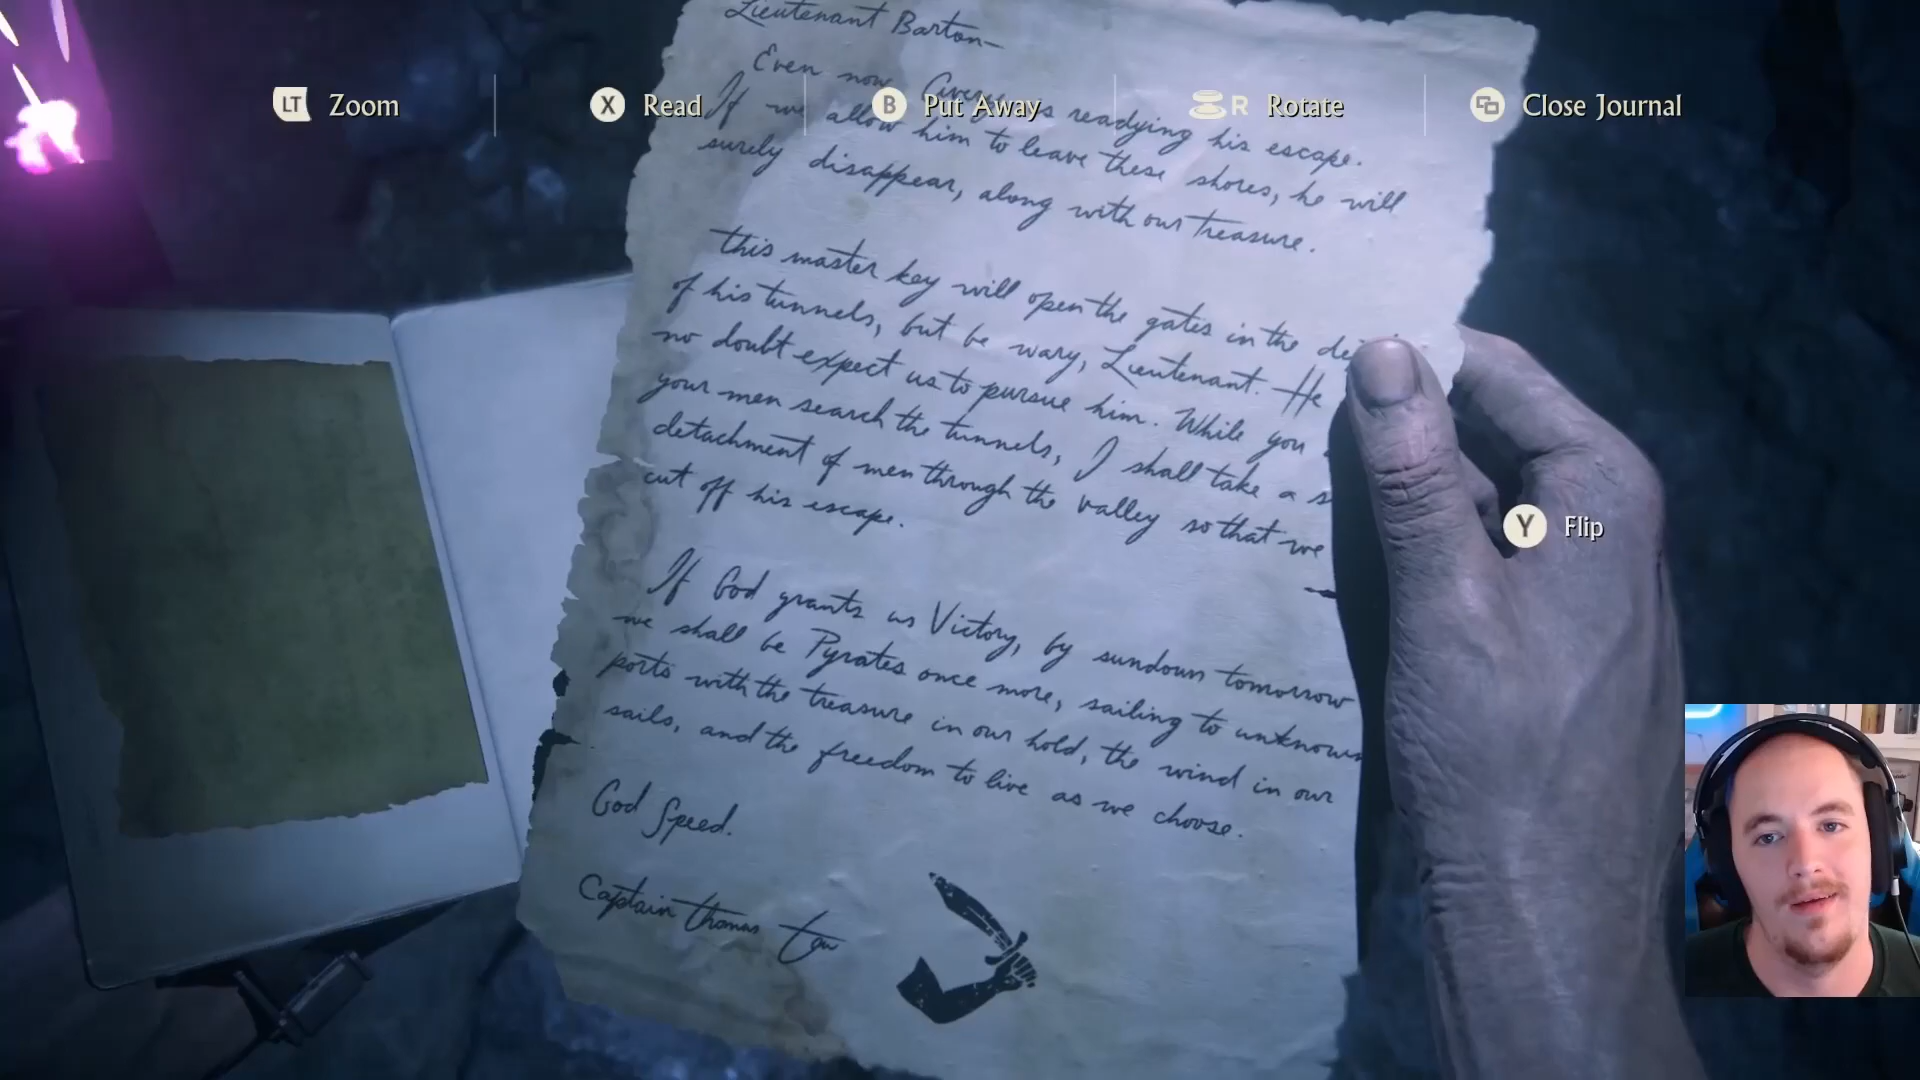 LT Zoom
X Read
B Put Away
R Rotate
Close Journal
Y Flip
Lieutenant Barton—
Even now is readying his escape.
If we allow him to leave these shores, he will
surely disappear, along with our treasure.
this master key will open the gates in the
of his tunnels, but be wary, Lieutenant. He
no doubt expect us to pursue him. While you
your men search the tunnels, I shall take a
detachment of men through the valley so that we
cut off his escape.
If God grants us Victory, by sundown tomorrow
we shall be Pyrates once more, sailing to unknown
ports with the treasure in our hold, the wind in our
sails, and the freedom to live as we choose.
God Speed.
Captain Thomas Tew